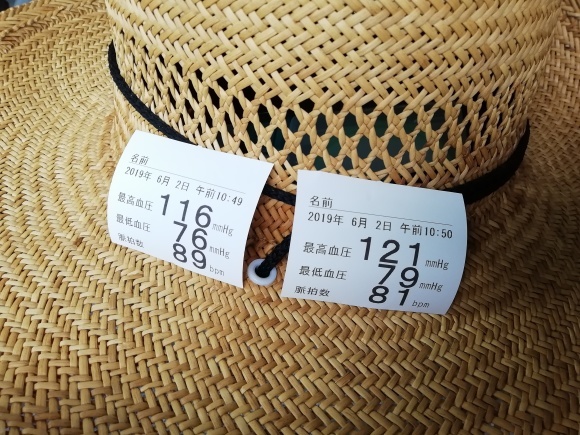 名前
2019年 6月 2日 午前10:49
最高血圧 116 mmHg
最低血圧 76 mmHg
脈拍数 89 bpm
名前
2019年 6月 2日 午前10:50
最高血圧 121 mmHg
最低血圧 79 mmHg
脈拍数 81 bpm